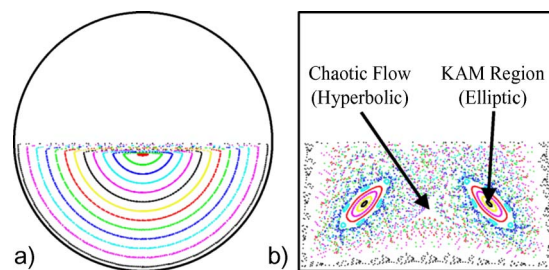 Chaotic Flow
(Hyperbolic)
KAM Region
(Elliptic)
a)
b)